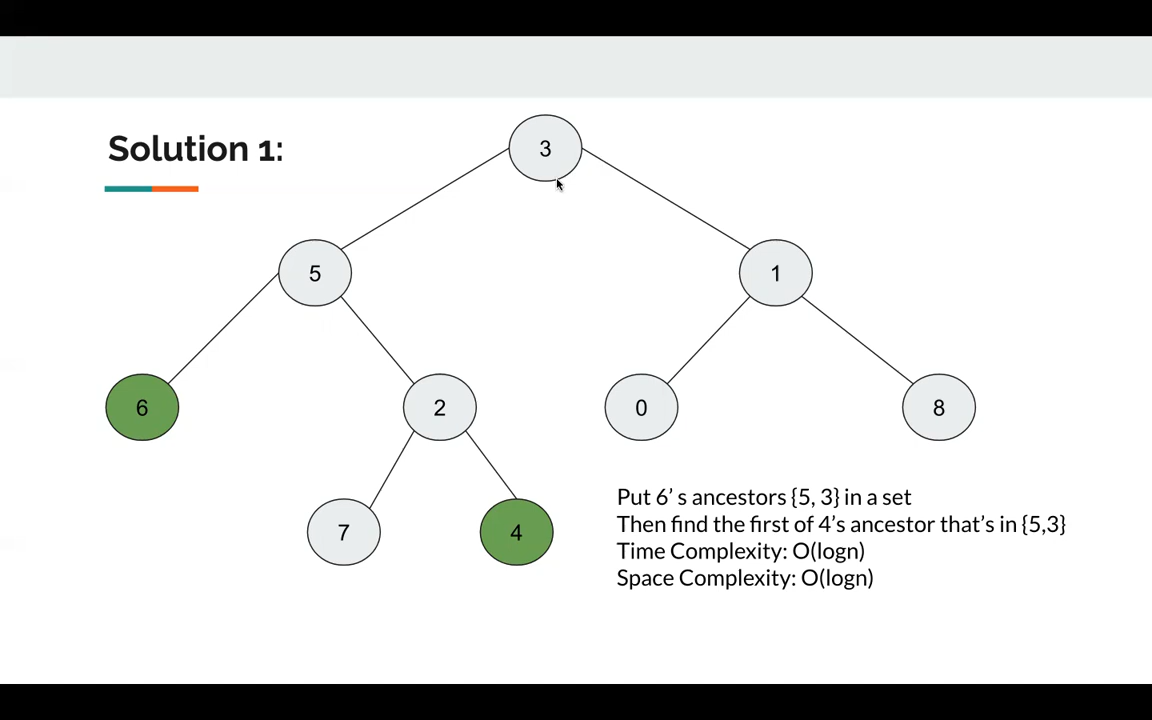 Solution 1:
3
5
1
6
2
0
8
7
4
Put 6’ s ancestors {5, 3} in a set
Then find the first of 4’s ancestor that’s in {5,3}
Time Complexity: O(logn)
Space Complexity: O(logn)